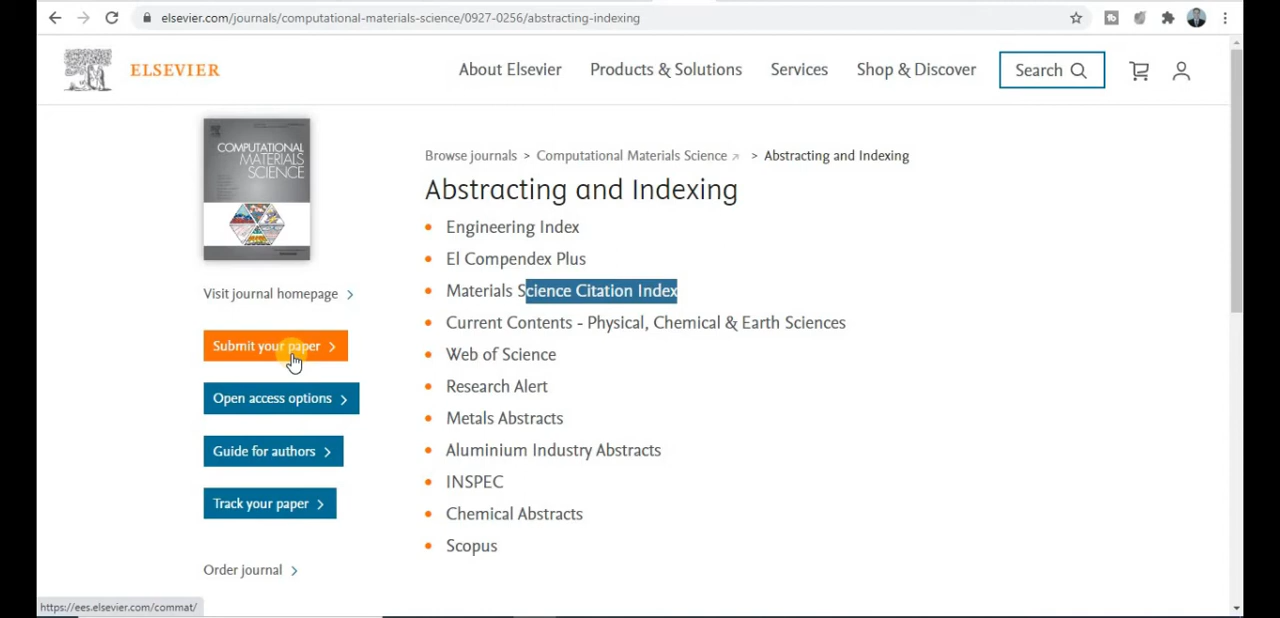 elsevier.com/journals/computational-materials-science/0927-0256/abstracting-indexing
ELSEVIER
About Elsevier
Products & Solutions
Services
Shop & Discover
Search
COMPUTATIONAL
MATERIALS
SCIENCE
Browse journals > Computational Materials Science > Abstracting and Indexing
Abstracting and Indexing
Engineering Index
El Compendex Plus
Materials Science Citation Index
Current Contents - Physical, Chemical & Earth Sciences
Web of Science
Research Alert
Metals Abstracts
Aluminium Industry Abstracts
INSPEC
Chemical Abstracts
Scopus
Visit journal homepage
Submit your paper
Open access options
Guide for authors
Track your paper
Order journal
https://ees.elsevier.com/commat/